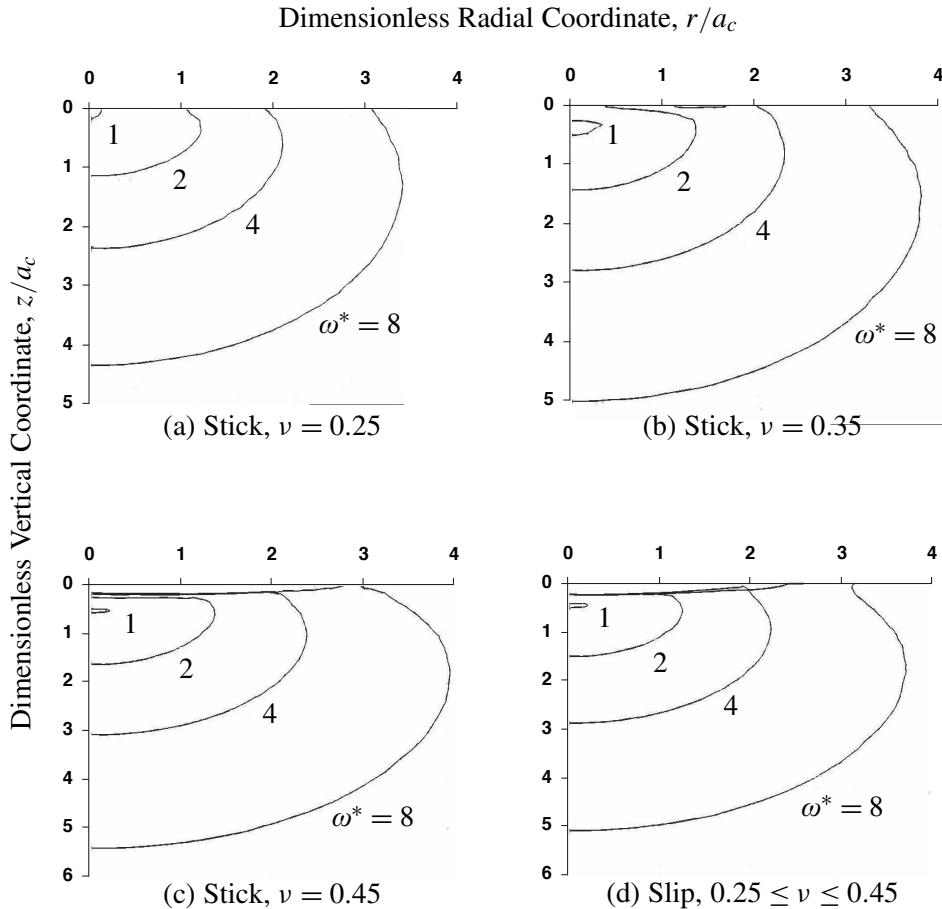 Dimensionless Radial Coordinate, r/a_c
0 1 2 3 4
0 1 2 3 4
0
1
2
3
4
5
1
2
4
ω* = 8
(a) Stick, ν = 0.25
0
1
2
3
4
5
1
2
4
ω* = 8
(b) Stick, ν = 0.35
Dimensionless Vertical Coordinate, z/a_c
0 1 2 3 4
0 1 2 3 4
0
1
2
3
4
5
6
1
2
4
ω* = 8
(c) Stick, ν = 0.45
0
1
2
3
4
5
6
1
2
4
ω* = 8
(d) Slip, 0.25 ≤ ν ≤ 0.45